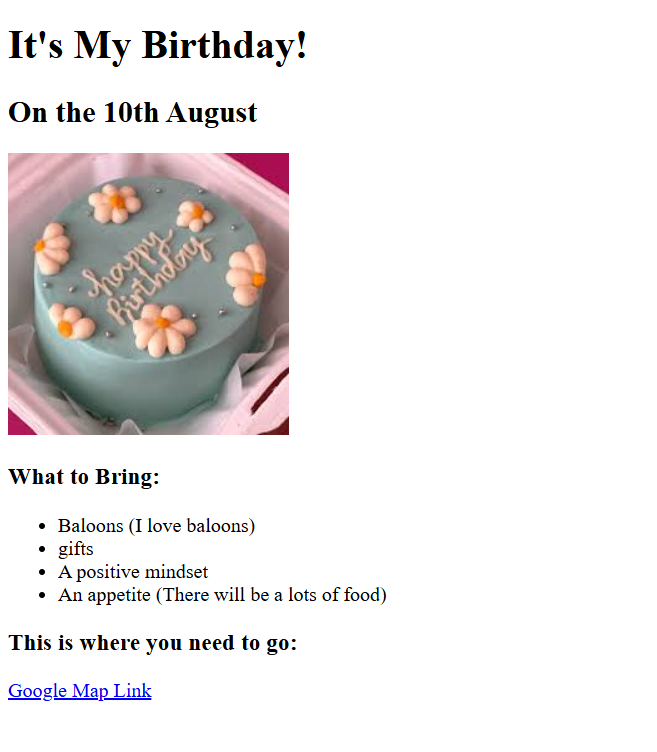 It's My Birthday!
On the 10th August
happy
Birthday
What to Bring:
Baloons (I love baloons)
gifts
A positive mindset
An appetite (There will be a lots of food)
This is where you need to go:
Google Map Link